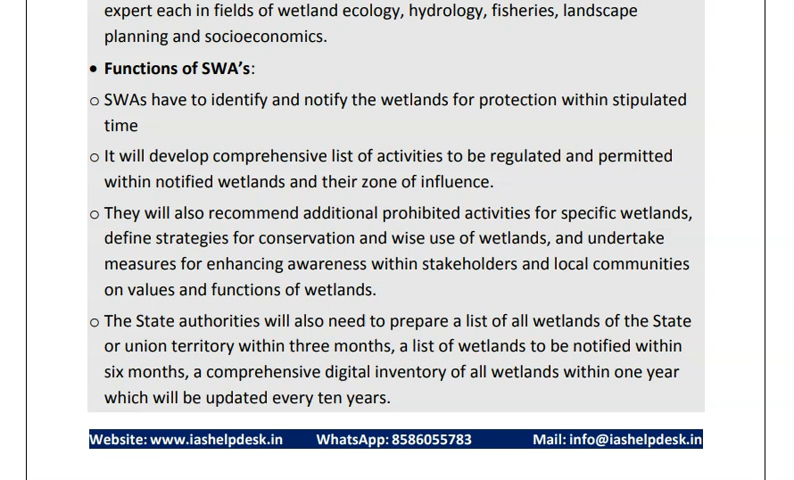 expert each in fields of wetland ecology, hydrology, fisheries, landscape
planning and socioeconomics.
• Functions of SWA’s:
o SWAs have to identify and notify the wetlands for protection within stipulated
time
o It will develop comprehensive list of activities to be regulated and permitted
within notified wetlands and their zone of influence.
o They will also recommend additional prohibited activities for specific wetlands,
define strategies for conservation and wise use of wetlands, and undertake
measures for enhancing awareness within stakeholders and local communities
on values and functions of wetlands.
o The State authorities will also need to prepare a list of all wetlands of the State
or union territory within three months, a list of wetlands to be notified within
six months, a comprehensive digital inventory of all wetlands within one year
which will be updated every ten years.
Website: www.iashelpdesk.in WhatsApp: 8586055783 Mail: info@iashelpdesk.in